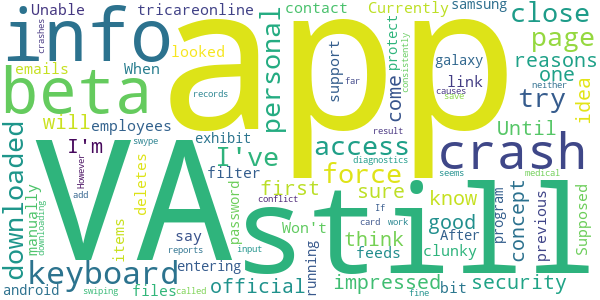 Unable tricareonline contact Currently samsung close
crashes info app personal protect consistently page
emails When looked support come galaxy reasons
beta far link one
records try neither idea
will employees causes save
downloaded I'm exhibit access crash Until
VA I've still result
However swype filter force diagnostics
manually deletes first sure seems know medical
downloading add conflict If card work good program concept previous Supposed
items password say Won't think After clunky
keyboard entering running feeds impressed bit security
android files reports input official
swiping called fine